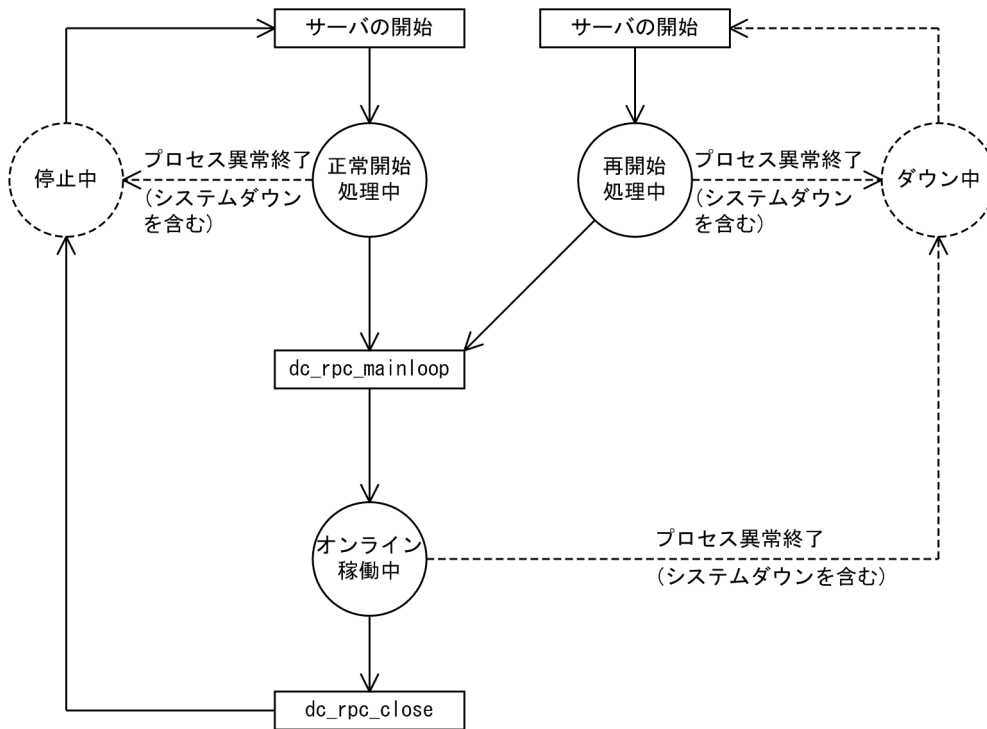 サーバの開始
サーバの開始
停止中
プロセス異常終了
(システムダウン
を含む)
正常開始
処理中
再開始
処理中
プロセス異常終了
(システムダウン
を含む)
ダウン中
dc_rpc_mainloop
オンライン
稼働中
プロセス異常終了
(システムダウンを含む)
dc_rpc_close